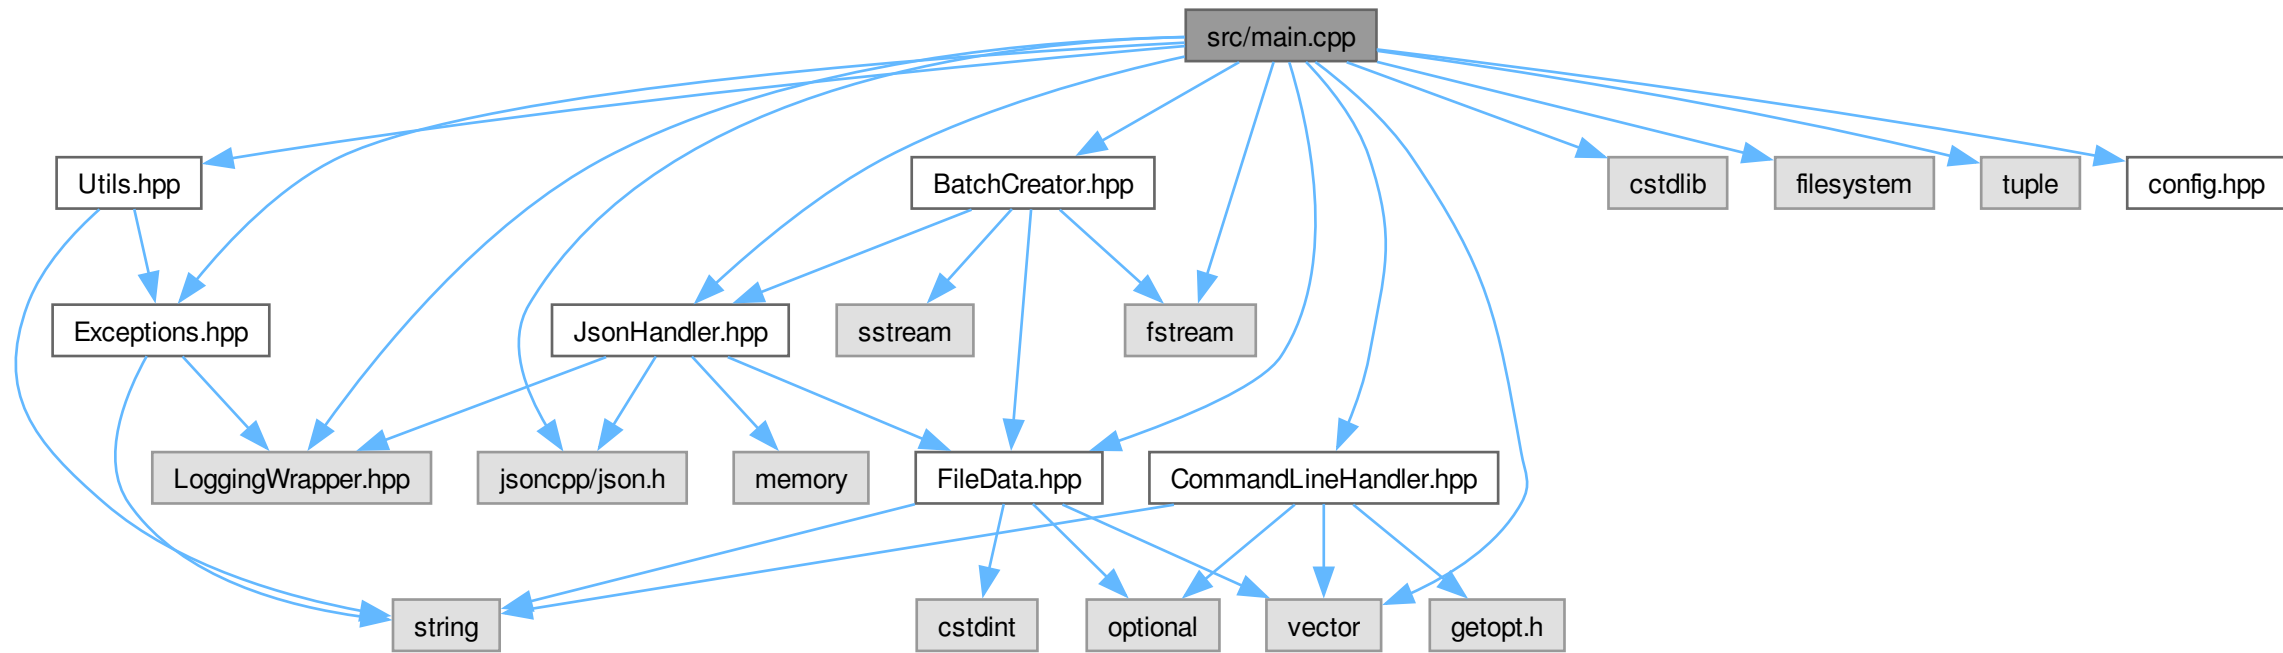 src/main.cpp
Utils.hpp
BatchCreator.hpp
cstdlib
filesystem
tuple
config.hpp
Exceptions.hpp
JsonHandler.hpp
sstream
fstream
LoggingWrapper.hpp
jsoncpp/json.h
memory
FileData.hpp
CommandLineHandler.hpp
string
cstdint
optional
vector
getopt.h